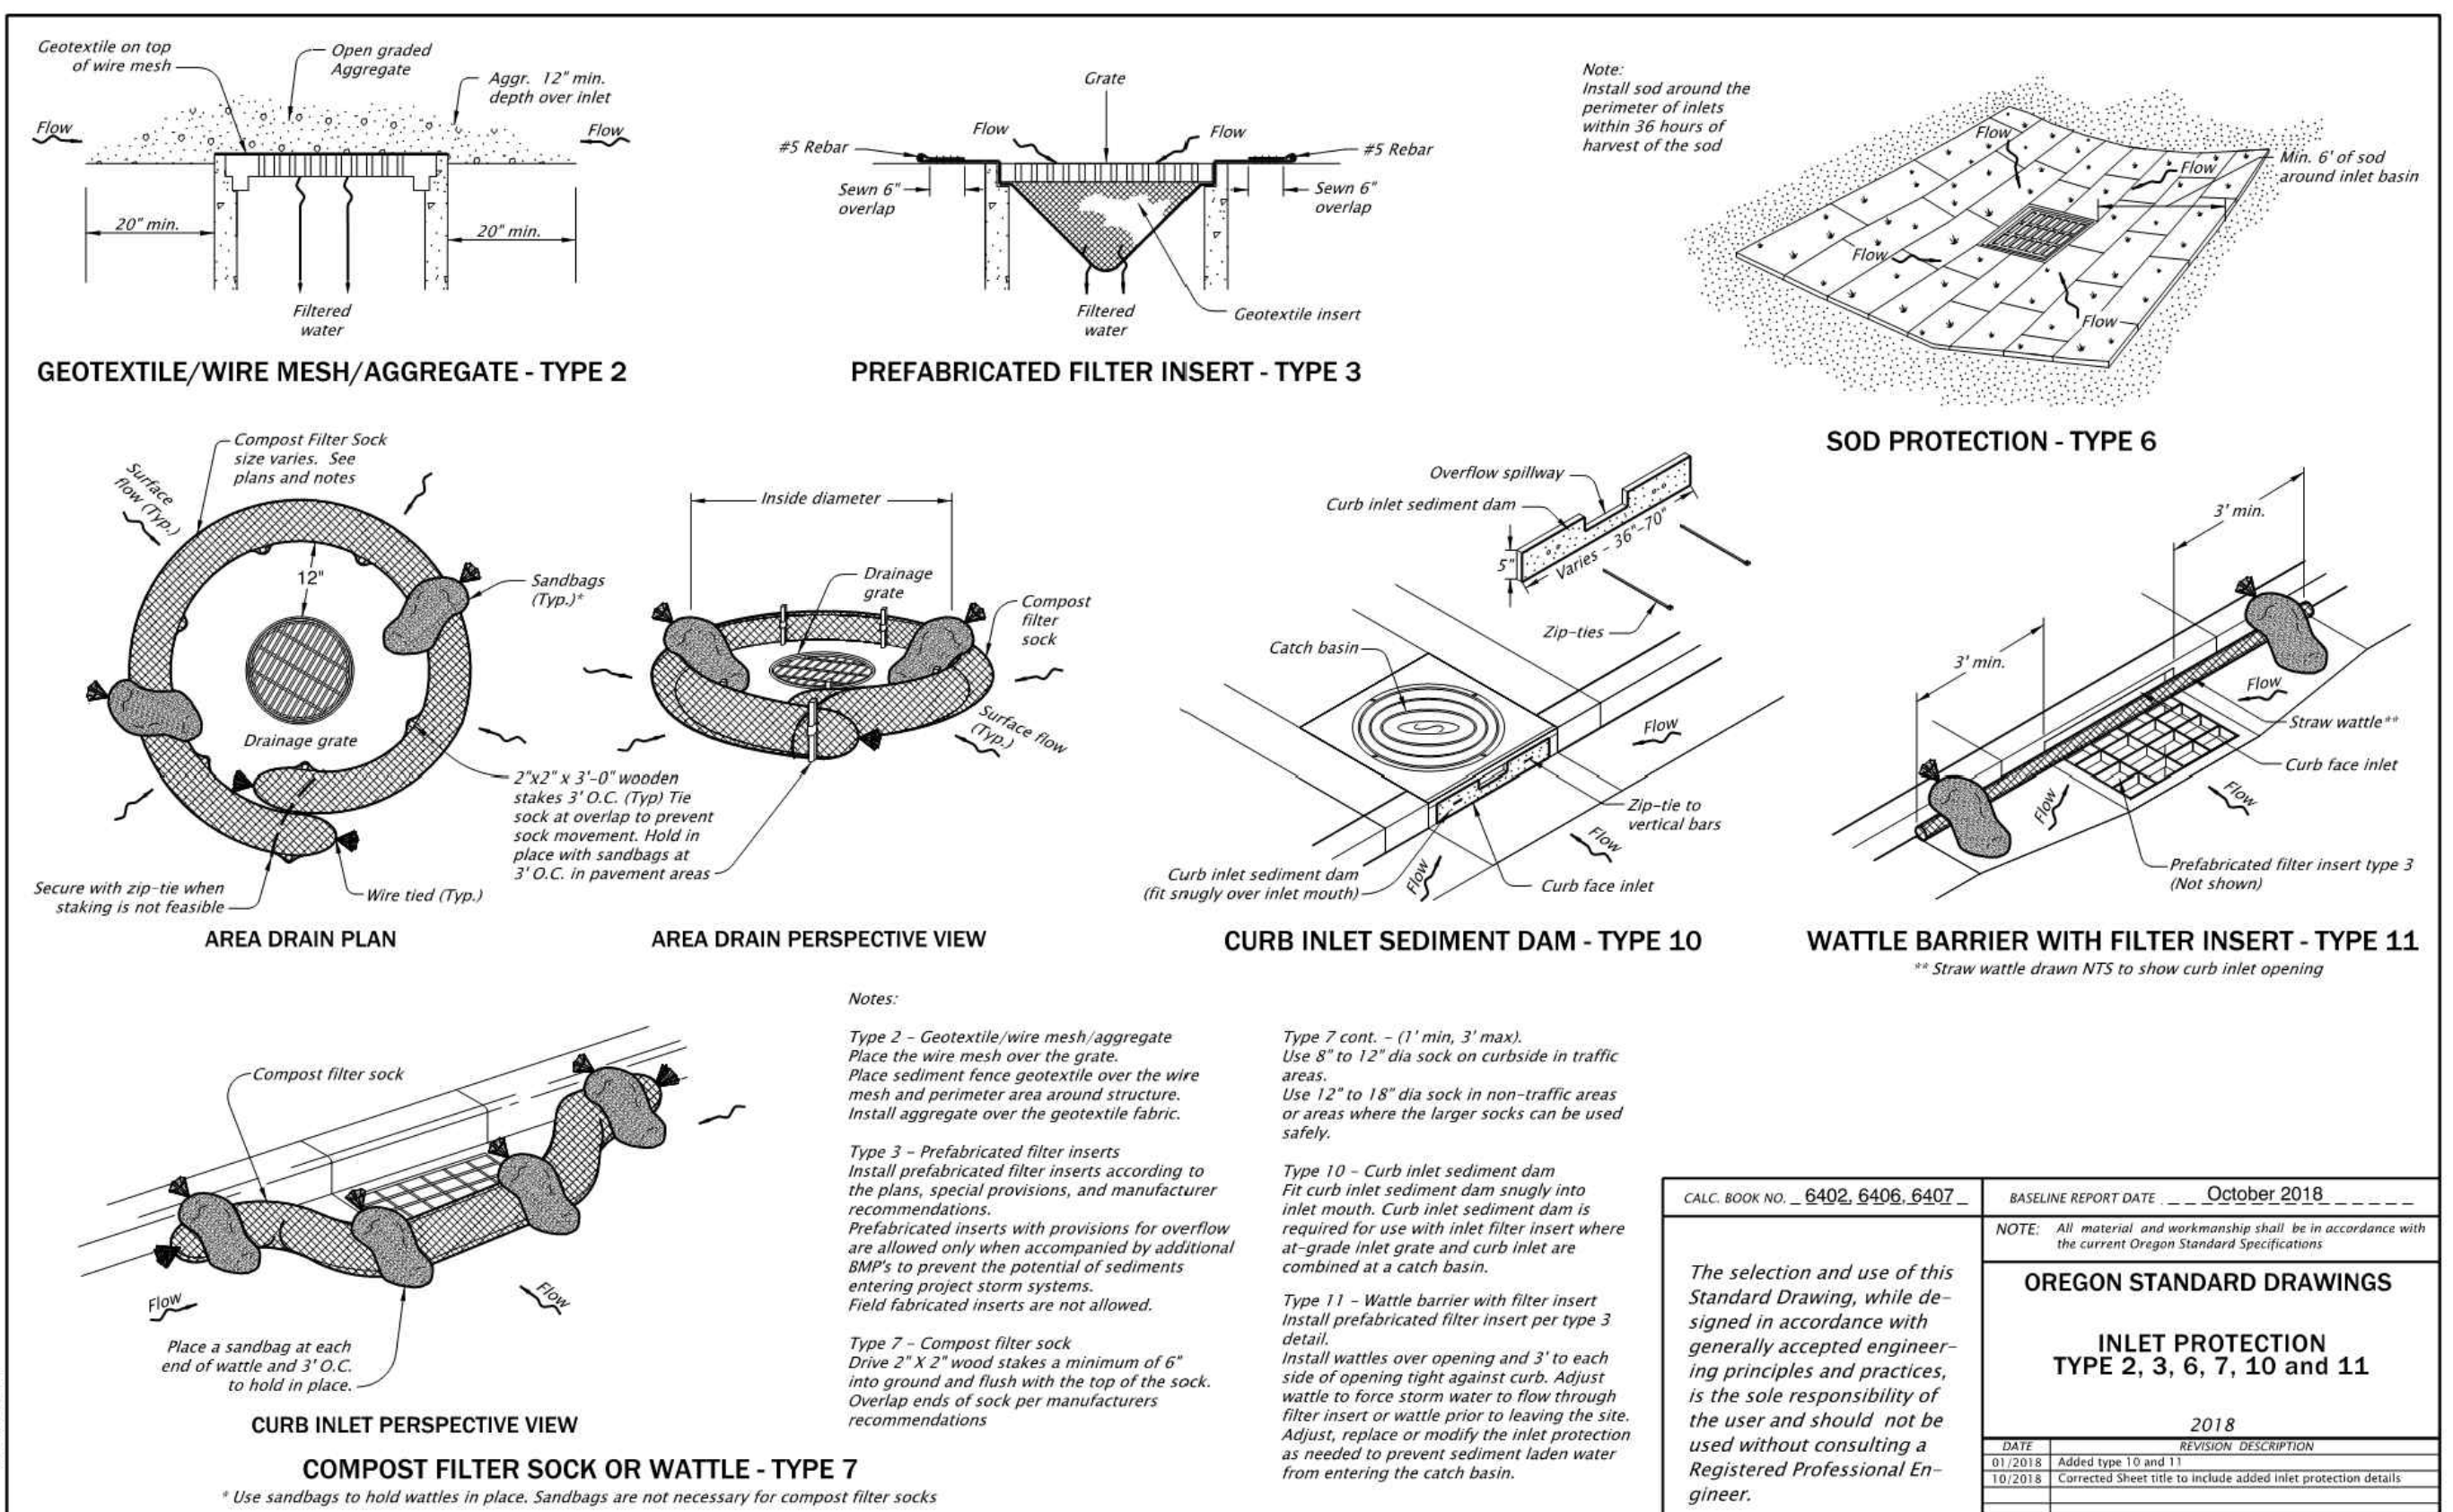 Geotextile on top
of wire mesh
Open graded
Aggregate
Aggr. 12" min.
depth over inlet
Flow
Flow
20" min.
20" min.
Filtered
water
GEOTEXTILE/WIRE MESH/AGGREGATE - TYPE 2
Grate
Flow
Flow
#5 Rebar
#5 Rebar
Sewn 6"
overlap
Sewn 6"
overlap
Filtered
water
Geotextile insert
PREFABRICATED FILTER INSERT - TYPE 3
Note:
Install sod around the
perimeter of inlets
within 36 hours of
harvest of the sod
Flow
Flow
Flow
Flow
Min. 6' of sod
around inlet basin
SOD PROTECTION - TYPE 6
Compost Filter Sock
size varies. See
plans and notes
Surface
flow (Typ.)
12"
Sandbags
(Typ.)*
Drainage grate
2"x2" x 3'-0" wooden
stakes 3' O.C. (Typ) Tie
sock at overlap to prevent
sock movement. Hold in
place with sandbags at
3' O.C. in pavement areas
Secure with zip-tie when
staking is not feasible
Wire tied (Typ.)
AREA DRAIN PLAN
Inside diameter
Drainage
grate
Compost
filter
sock
Surface flow
(Typ.)
AREA DRAIN PERSPECTIVE VIEW
Overflow spillway
Curb inlet sediment dam
5"
Varies - 36"-70"
Zip-ties
Catch basin
Flow
Zip-tie to
vertical bars
Flow
Flow
Curb inlet sediment dam
(fit snugly over inlet mouth)
Curb face inlet
CURB INLET SEDIMENT DAM - TYPE 10
3' min.
3' min.
Flow
Straw wattle**
Curb face inlet
Flow
Flow
Prefabricated filter insert type 3
(Not shown)
WATTLE BARRIER WITH FILTER INSERT - TYPE 11
** Straw wattle drawn NTS to show curb inlet opening
Compost filter sock
Flow
Flow
Place a sandbag at each
end of wattle and 3' O.C.
to hold in place.
CURB INLET PERSPECTIVE VIEW
COMPOST FILTER SOCK OR WATTLE - TYPE 7
* Use sandbags to hold wattles in place. Sandbags are not necessary for compost filter socks
Notes:
Type 2 - Geotextile/wire mesh/aggregate
Place the wire mesh over the grate.
Place sediment fence geotextile over the wire
mesh and perimeter area around structure.
Install aggregate over the geotextile fabric.
Type 3 - Prefabricated filter inserts
Install prefabricated filter inserts according to
the plans, special provisions, and manufacturer
recommendations.
Prefabricated inserts with provisions for overflow
are allowed only when accompanied by additional
BMP's to prevent the potential of sediments
entering project storm systems.
Field fabricated inserts are not allowed.
Type 7 - Compost filter sock
Drive 2" X 2" wood stakes a minimum of 6"
into ground and flush with the top of the sock.
Overlap ends of sock per manufacturers
recommendations
Type 7 cont. - (1' min, 3' max).
Use 8" to 12" dia sock on curbside in traffic
areas.
Use 12" to 18" dia sock in non-traffic areas
or areas where the larger socks can be used
safely.
Type 10 - Curb inlet sediment dam
Fit curb inlet sediment dam snugly into
inlet mouth. Curb inlet sediment dam is
required for use with inlet filter insert where
at-grade inlet grate and curb inlet are
combined at a catch basin.
Type 11 - Wattle barrier with filter insert
Install prefabricated filter insert per type 3
detail.
Install wattles over opening and 3' to each
side of opening tight against curb. Adjust
wattle to force storm water to flow through
filter insert or wattle prior to leaving the site.
Adjust, replace or modify the inlet protection
as needed to prevent sediment laden water
from entering the catch basin.
CALC. BOOK NO. 6402, 6406, 6407
BASELINE REPORT DATE October 2018
The selection and use of this
Standard Drawing, while de-
signed in accordance with
generally accepted engineer-
ing principles and practices,
is the sole responsibility of
the user and should not be
used without consulting a
Registered Professional En-
gineer.
NOTE: All material and workmanship shall be in accordance with
the current Oregon Standard Specifications
OREGON STANDARD DRAWINGS
INLET PROTECTION
TYPE 2, 3, 6, 7, 10 and 11
2018
DATE REVISION DESCRIPTION
01/2018 Added type 10 and 11
10/2018 Corrected Sheet title to include added inlet protection details